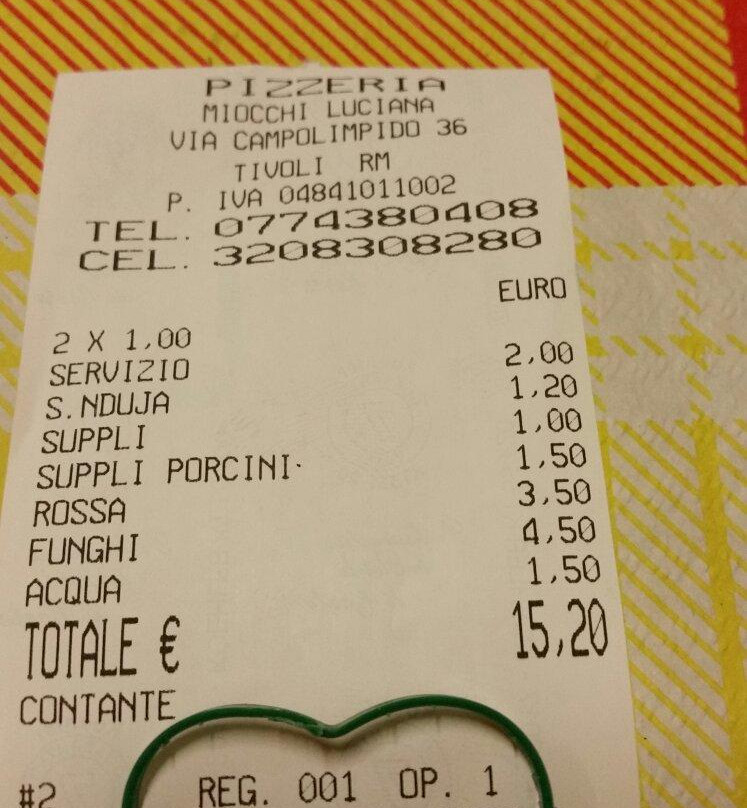 PIZZERIA
MIOCCHI LUCIANA
VIA CAMPOLIMPIDO 36
TIVOLI RM
P. IVA 04841011002
TEL. 0774380408
CEL. 3208308280
EURO
2 X 1,00
SERVIZIO 2,00
S.NDUJA 1,20
SUPPLI 1,00
SUPPLI PORCINI 1,50
ROSSA 3,50
FUNGHI 4,50
ACQUA 1,50
TOTALE € 15,20
CONTANTE
#2 REG. 001 OP. 1